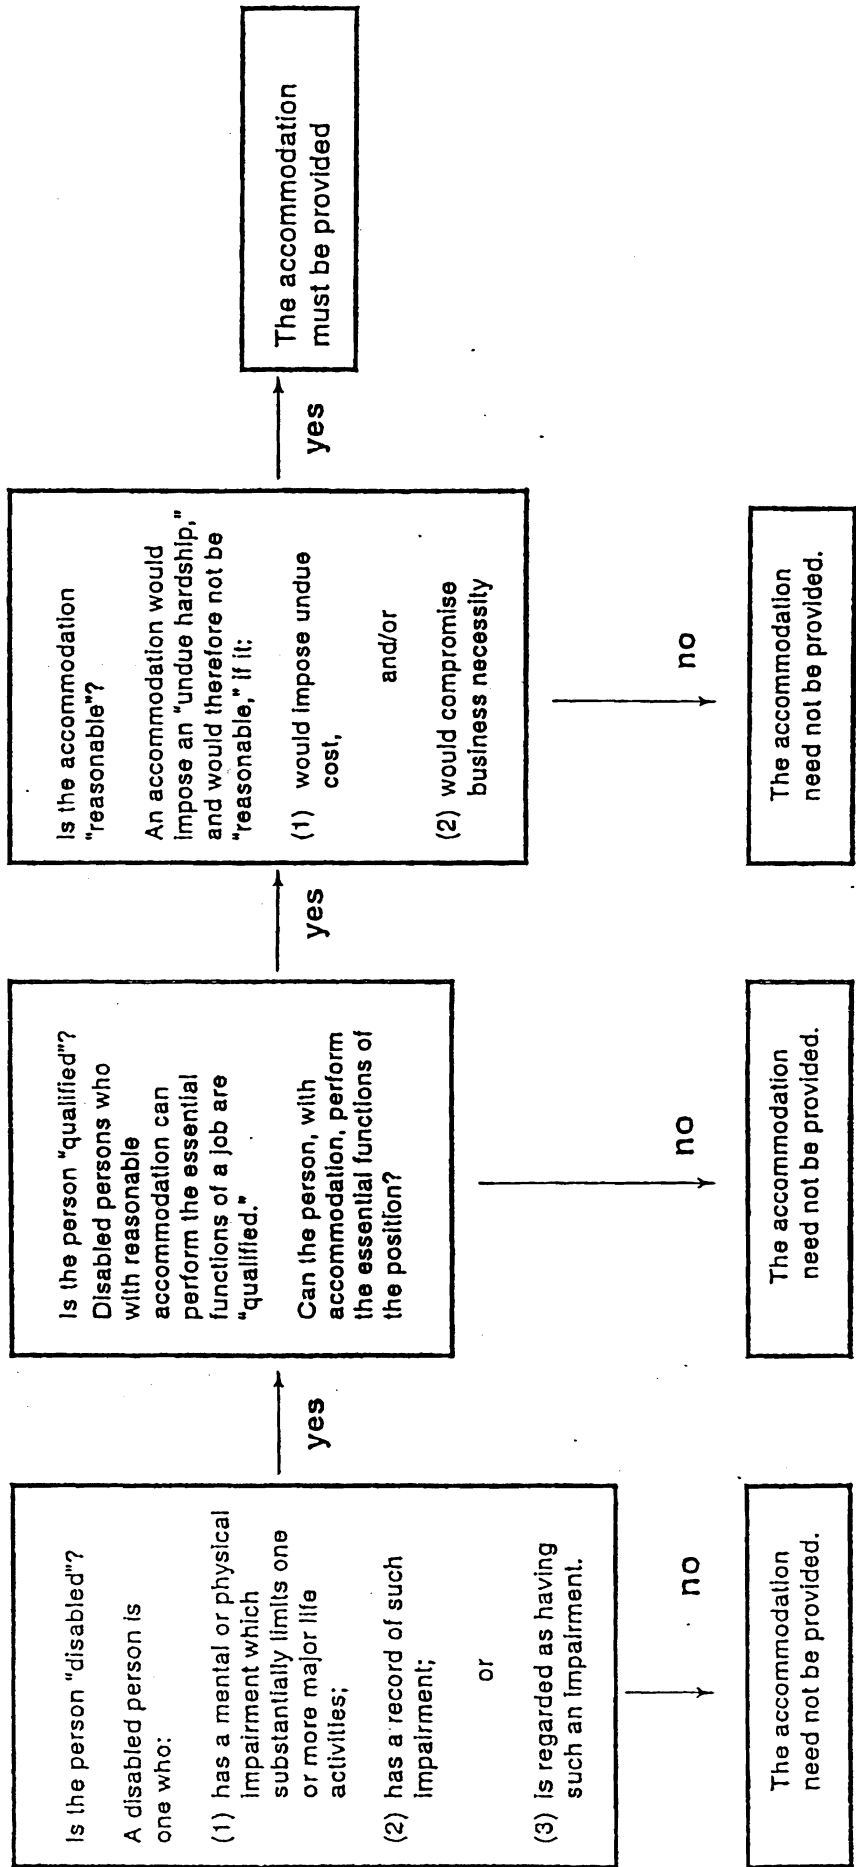 Is the person "disabled"?
A disabled person is
one who:
(1) has a mental or physical
impairment which
substantially limits one
or more major life
activities;
(2) has a record of such
impairment;
or
(3) is regarded as having
such an impairment.
yes
no
The accommodation
need not be provided.
Is the person "qualified"?
Disabled persons who
with reasonable
accommodation can
perform the essential
functions of a job are
"qualified."
Can the person, with
accommodation, perform
the essential functions of
the position?
yes
no
The accommodation
need not be provided.
Is the accommodation
"reasonable"?
An accommodation would
impose an "undue hardship,"
and would therefore not be
"reasonable," if it:
(1) would impose undue
cost,
and/or
(2) would compromise
business necessity
yes
no
The accommodation
need not be provided.
The accommodation
must be provided